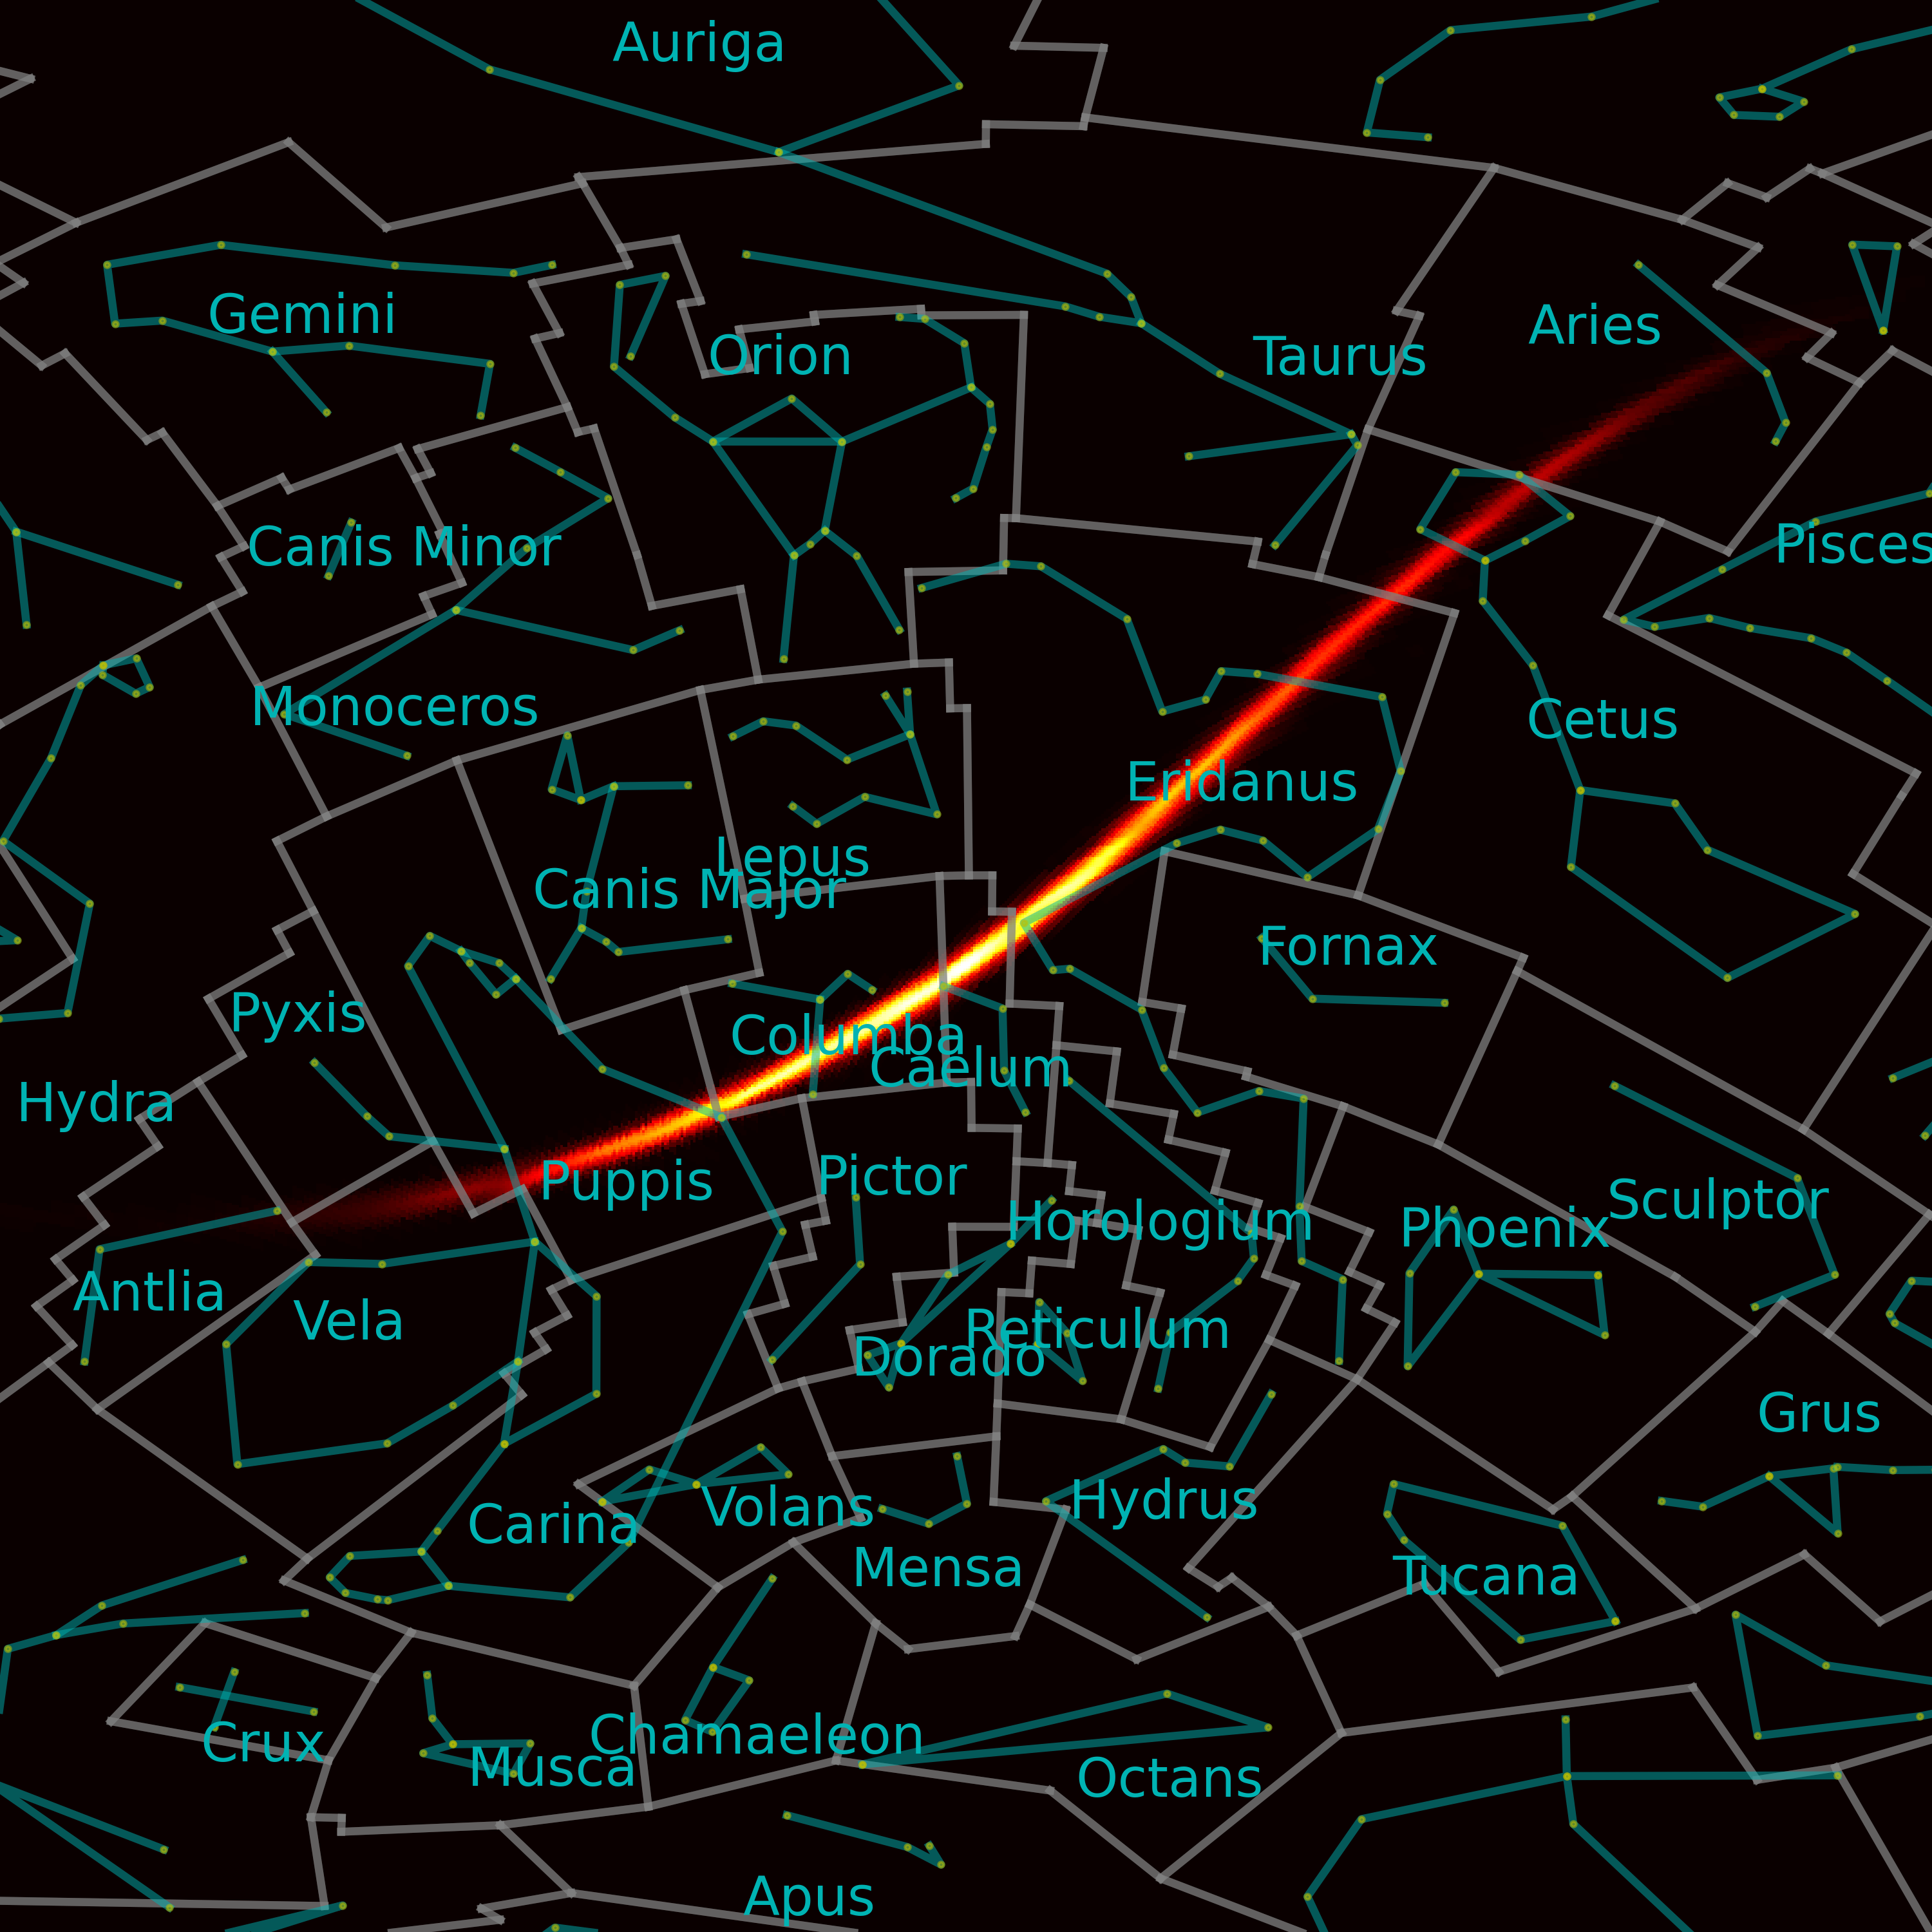 Auriga
Gemini
Orion
Taurus
Aries
Canis Minor
Pisces
Monoceros
Cetus
Eridanus
Lepus
Canis Major
Fornax
Pyxis
Columba
Caelum
Hydra
Puppis
Pictor
Horologium
Phoenix
Sculptor
Antlia
Vela
Reticulum
Dorado
Grus
Carina
Volans
Hydrus
Mensa
Tucana
Crux
Chamaeleon
Musca
Octans
Apus